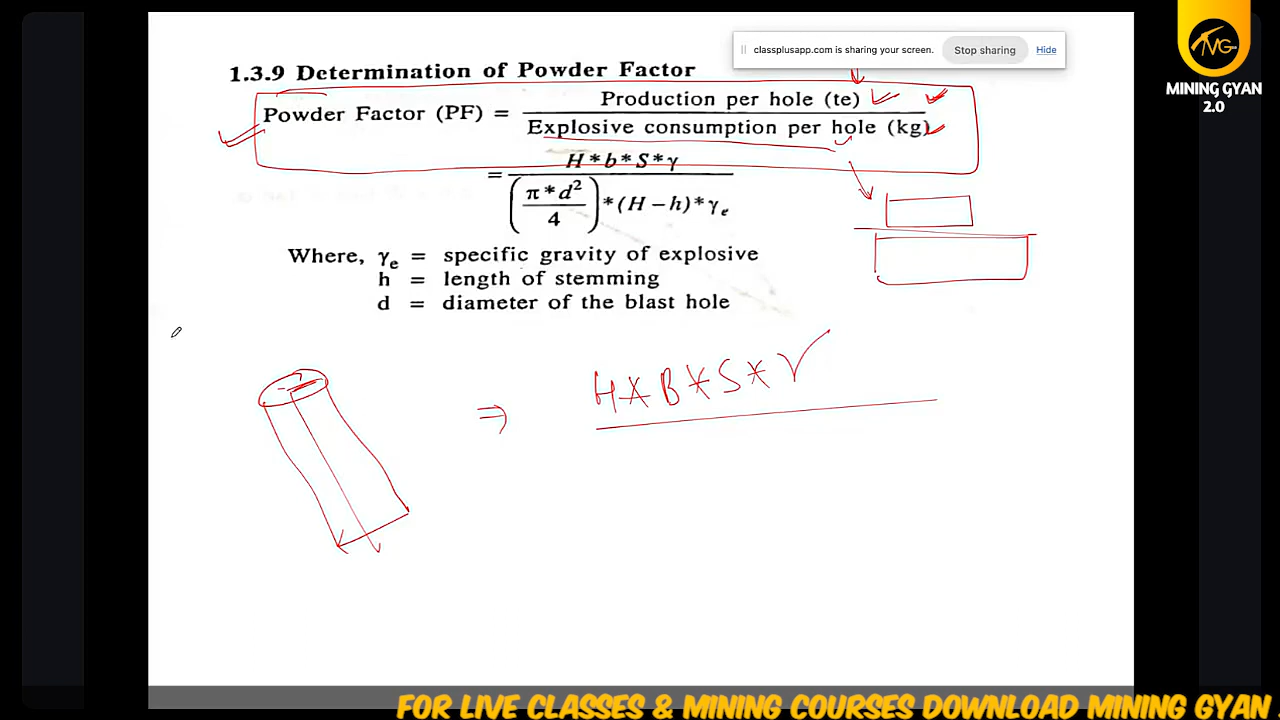 classplusapp.com is sharing your screen. Stop sharing Hide
MINING GYAN
2.0
1.3.9 Determination of Powder Factor
Powder Factor (PF) = Production per hole (te)
Explosive consumption per hole (kg)
= H * b * S * γ
(π * d² / 4) * (H – h) * γe
Where, γe = specific gravity of explosive
h = length of stemming
d = diameter of the blast hole
⇒ H * B * S * γ
FOR LIVE CLASSES & MINING COURSES DOWNLOAD MINING GYAN